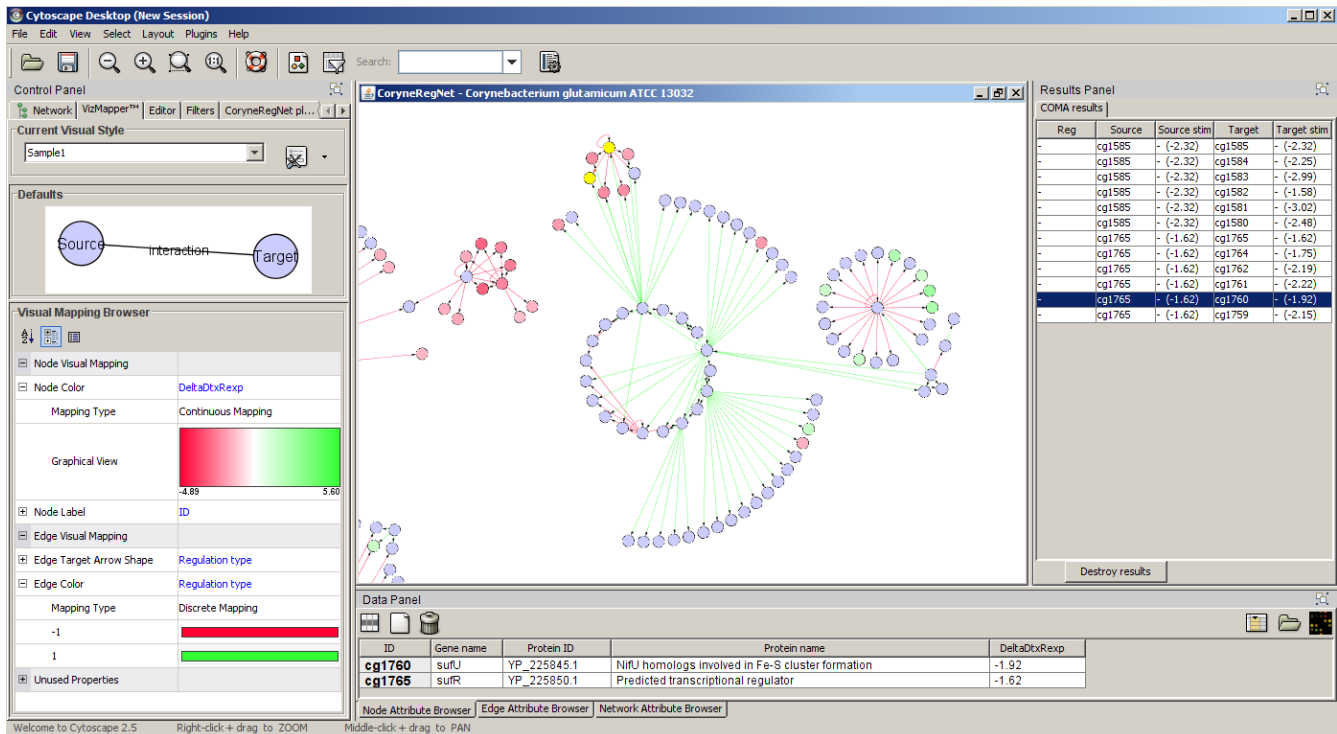 Cytoscape Desktop (New Session)
File Edit View Select Layout Plugins Help
Search:
Control Panel
Network VizMapper™ Editor Filters CoryneRegNet pl...
Current Visual Style
Sample1
Defaults
Source interaction Target
Visual Mapping Browser
Node Visual Mapping
Node Color DeltaDtxRexp
Mapping Type Continuous Mapping
Graphical View
-4.89 5.60
Node Label ID
Edge Visual Mapping
Edge Target Arrow Shape Regulation type
Edge Color Regulation type
Mapping Type Discrete Mapping
-1
1
Unused Properties
CoryneRegNet - Corynebacterium glutamicum ATCC 13032
Results Panel
COMA results
Reg Source Source stim Target Target stim
- cg1585 - (-2.32) cg1585 - (-2.32)
- cg1585 - (-2.32) cg1584 - (-2.25)
- cg1585 - (-2.32) cg1583 - (-2.99)
- cg1585 - (-2.32) cg1582 - (-1.58)
- cg1585 - (-2.32) cg1581 - (-3.02)
- cg1585 - (-2.32) cg1580 - (-2.48)
- cg1765 - (-1.62) cg1765 - (-1.62)
- cg1765 - (-1.62) cg1764 - (-1.75)
- cg1765 - (-1.62) cg1762 - (-2.19)
- cg1765 - (-1.62) cg1761 - (-2.22)
- cg1765 - (-1.62) cg1760 - (-1.92)
- cg1765 - (-1.62) cg1759 - (-2.15)
Destroy results
Data Panel
ID Gene name Protein ID Protein name DeltaDtxRexp
cg1760 sufU YP_225845.1 NifU homologs involved in Fe-S cluster formation -1.92
cg1765 sufR YP_225850.1 Predicted transcriptional regulator -1.62
Node Attribute Browser Edge Attribute Browser Network Attribute Browser
Welcome to Cytoscape 2.5 Right-click + drag to ZOOM Middle-click + drag to PAN